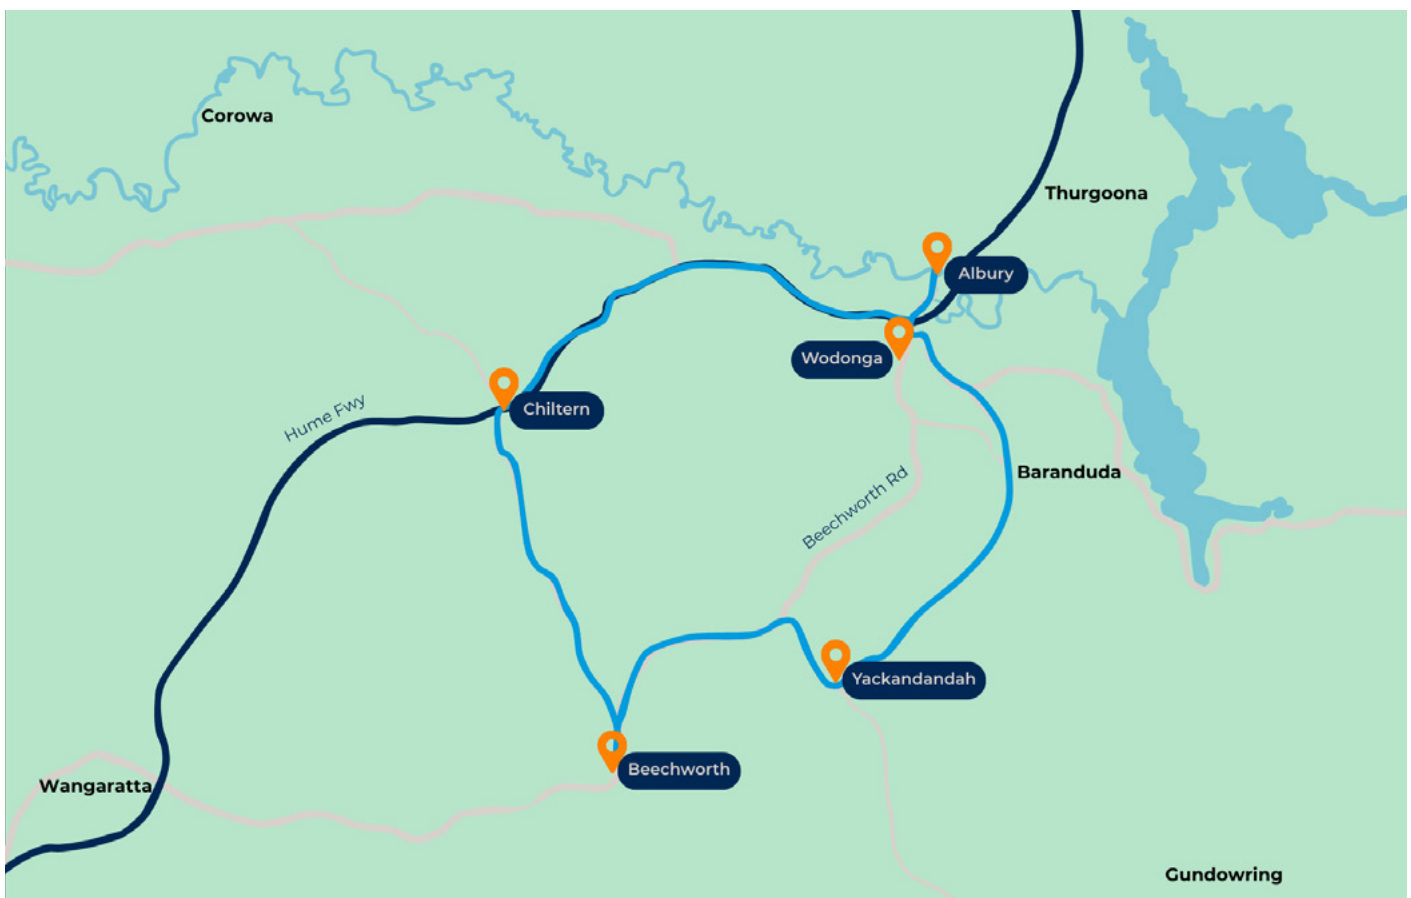 Corowa
Thurgoona
Albury
Wodonga
Chiltern
Hume Fwy
Baranduda
Beechworth Rd
Yackandandah
Beechworth
Wangaratta
Gundowring